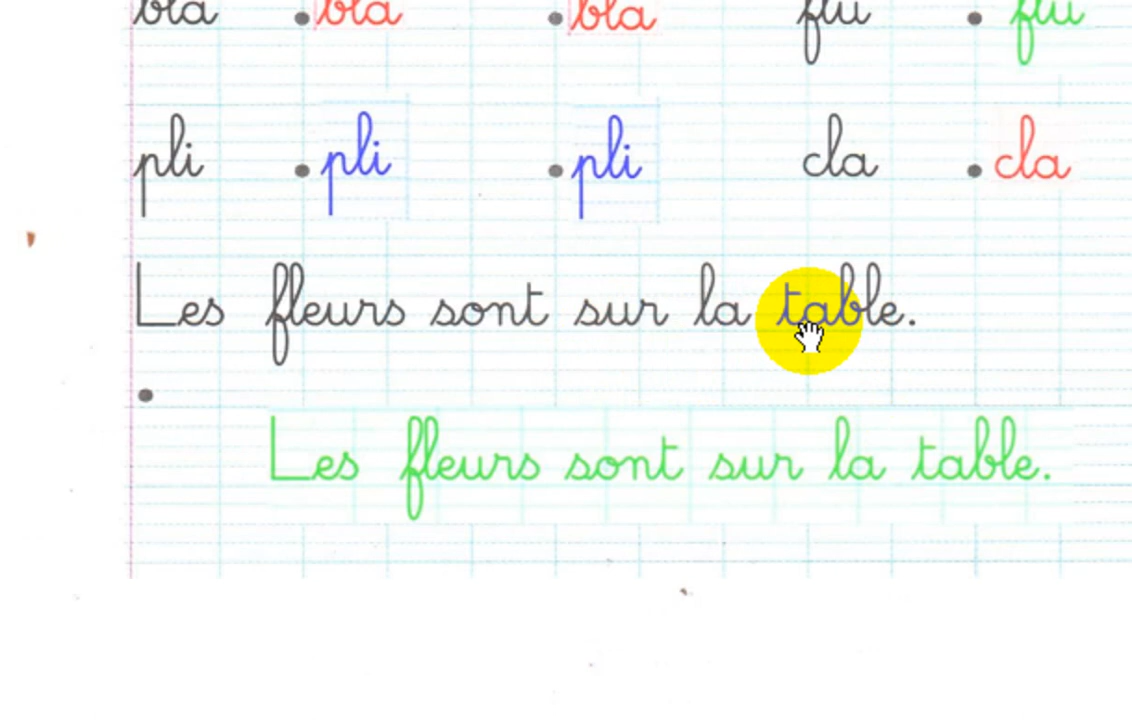 bla bla bla flu flu
pli pli pli cla cla
Les fleurs sont sur la table.
Les fleurs sont sur la table.